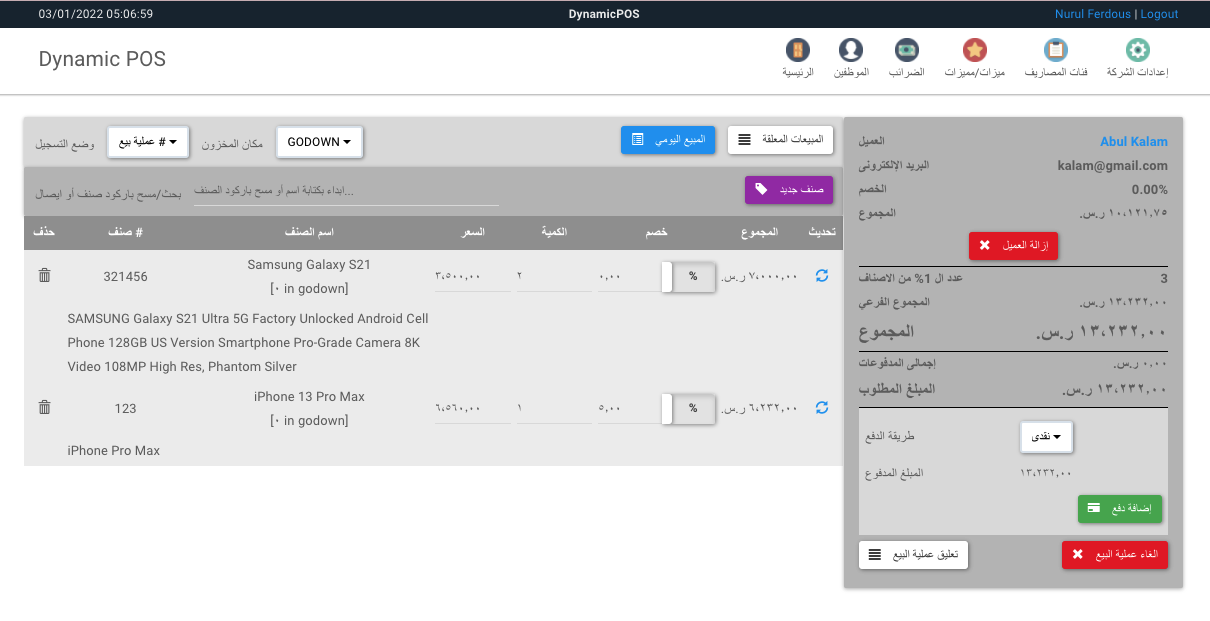 03/01/2022 05:06:59
DynamicPOS
Nurul Ferdous | Logout
Dynamic POS
الرئيسية
الموظفين
الضرائب
ميزات/مميزات
فئات المصاريف
إعدادات الشركة
وضع التسجيل
# عملية بيع
مكان المخزون
GODOWN
المبيع اليومي
المبيعات المعلقة
بحث/مسح باركود صنف أو ايصال
ابداء بكتابة اسم أو مسح باركود الصنف...
صنف جديد
حذف
# صنف
اسم الصنف
السعر
الكمية
خصم
المجموع
تحديث
321456
Samsung Galaxy S21
[٠ in godown]
٣،٥٠٠,٠٠
٢
٠,٠٠
%
٧،٠٠٠,٠٠ ر.س.
SAMSUNG Galaxy S21 Ultra 5G Factory Unlocked Android Cell
Phone 128GB US Version Smartphone Pro-Grade Camera 8K
Video 108MP High Res, Phantom Silver
123
iPhone 13 Pro Max
[٠ in godown]
٦،٥٦٠,٠٠
١
٥,٠٠
%
٦،٢٣٢,٠٠ ر.س.
iPhone Pro Max
العميل
Abul Kalam
البريد الإلكترونى
kalam@gmail.com
الخصم
0.00%
المجموع
١٠،١٢١,٧٥ ر.س.
إزالة العميل
عدد ال 1% من الاصناف
3
المجموع الفرعي
١٣،٢٣٢,٠٠ ر.س.
المجموع
١٣،٢٣٢,٠٠ ر.س.
إجمالى المدفوعات
٠,٠٠ ر.س.
المبلغ المطلوب
١٣،٢٣٢,٠٠ ر.س.
طريقة الدفع
نقدى
المبلغ المدفوع
١٣،٢٣٢,٠٠
إضافة دفع
تعليق عملية البيع
الغاء عملية البيع